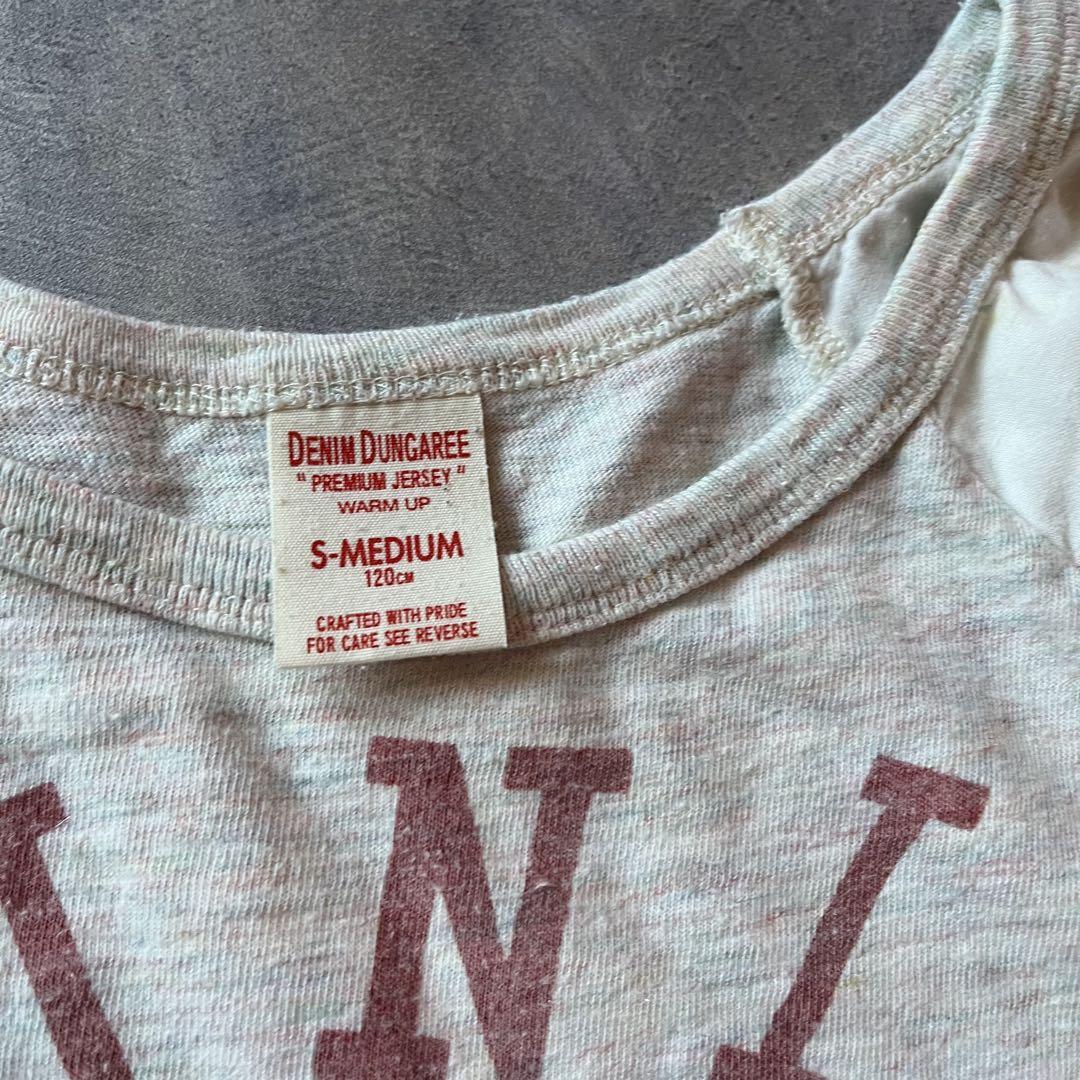 DENIM DUNGAREE
"PREMIUM JERSEY"
WARM UP
S-MEDIUM
120CM
CRAFTED WITH PRIDE
FOR CARE SEE REVERSE
N